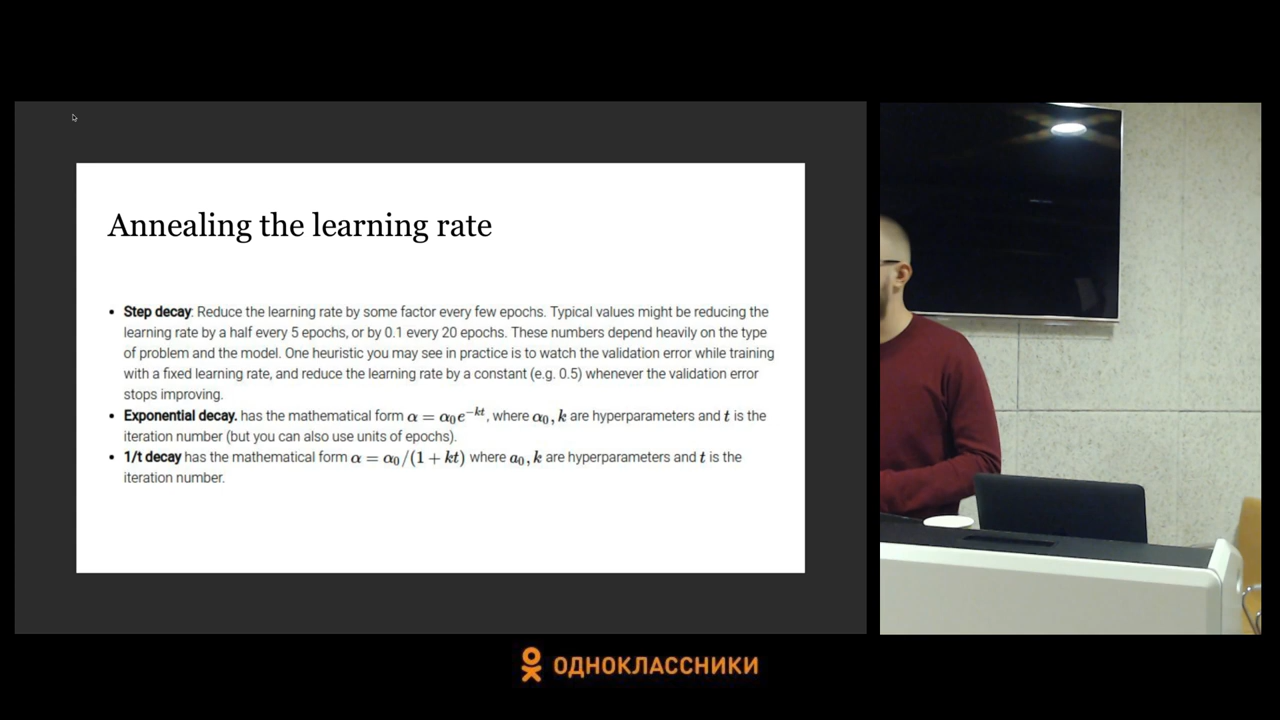 Annealing the learning rate
• Step decay: Reduce the learning rate by some factor every few epochs. Typical values might be reducing the
learning rate by a half every 5 epochs, or by 0.1 every 20 epochs. These numbers depend heavily on the type
of problem and the model. One heuristic you may see in practice is to watch the validation error while training
with a fixed learning rate, and reduce the learning rate by a constant (e.g. 0.5) whenever the validation error
stops improving.
• Exponential decay. has the mathematical form α = α₀e^{−kt}, where α₀, k are hyperparameters and t is the
iteration number (but you can also use units of epochs).
• 1/t decay has the mathematical form α = α₀/(1 + kt) where a₀, k are hyperparameters and t is the
iteration number.
ОДНОКЛАССНИКИ